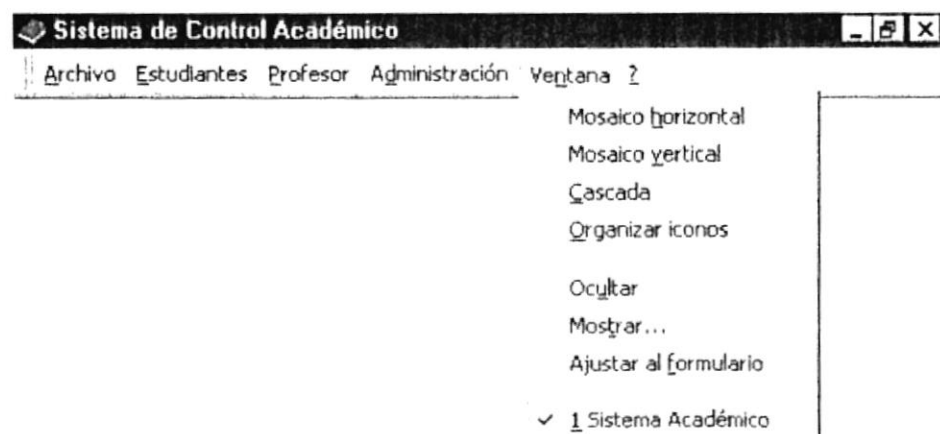 Sistema de Control Académico
Archivo Estudiantes Profesor Administración Ventana ?
Mosaico horizontal
Mosaico vertical
Cascada
Organizar iconos
Ocultar
Mostrar...
Ajustar al formulario
✓ 1 Sistema Académico